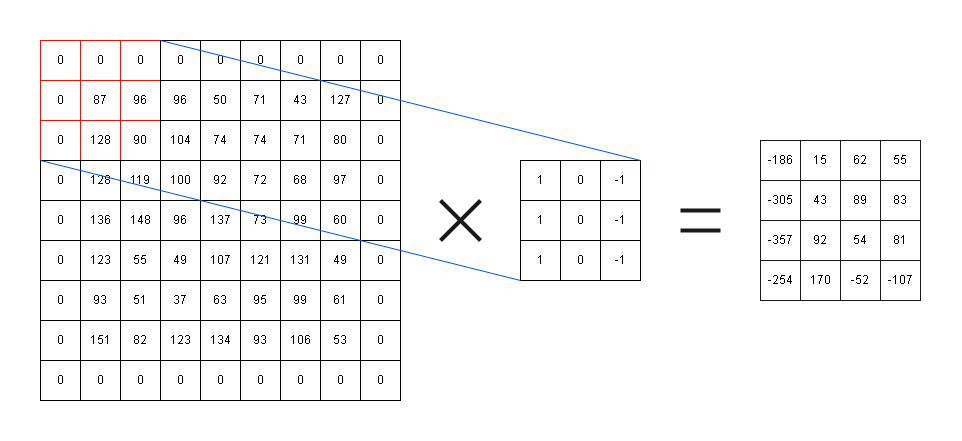 0 0 0 0 0 0 0 0 0
0 87 96 96 50 71 43 127 0
0 128 90 104 74 74 71 80 0
0 128 119 100 92 72 68 97 0
0 136 148 96 137 73 99 60 0
0 123 55 49 107 121 131 49 0
0 93 51 37 63 95 99 61 0
0 151 82 123 134 93 106 53 0
0 0 0 0 0 0 0 0 0
×
1 0 -1
1 0 -1
1 0 -1
=
-186 15 62 55
-305 43 89 83
-357 92 54 81
-254 170 -52 -107